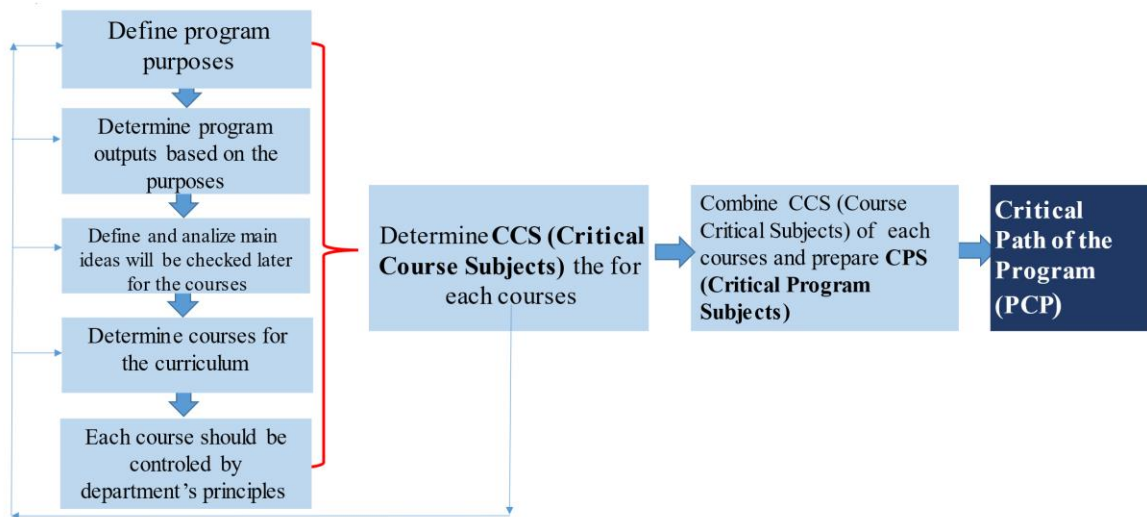 Define program
purposes
Determine program
outputs based on the
purposes
Define and analize main
ideas will be checked later
for the courses
Determine courses for
the curriculum
Each course should be
controled by
department’s principles
Determine CCS (Critical
Course Subjects) the for
each courses
Combine CCS (Course
Critical Subjects) of each
courses and prepare CPS
(Critical Program
Subjects)
Critical
Path of the
Program
(PCP)